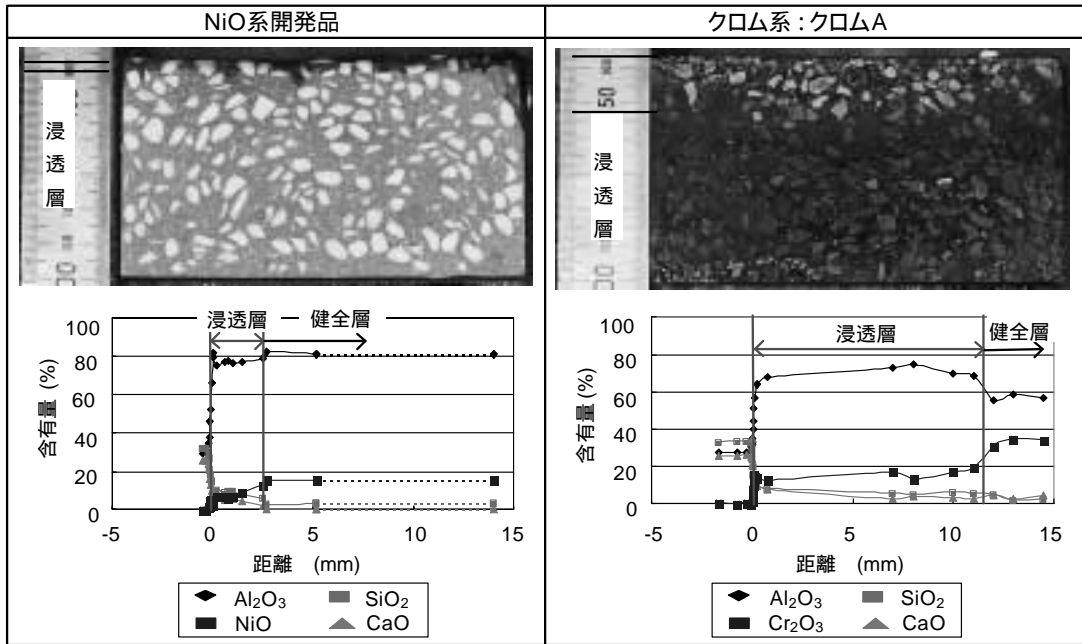 NiO系開発品
クロム系：クロムA
浸透層
50
浸透層
浸透層
健全層
100
80
60
40
20
0
含有量 (%)
-5
0
5
10
15
距離 (mm)
Al₂O₃
SiO₂
NiO
CaO
浸透層
健全層
100
80
60
40
20
0
含有量 (%)
-5
0
5
10
15
距離 (mm)
Al₂O₃
SiO₂
Cr₂O₃
CaO